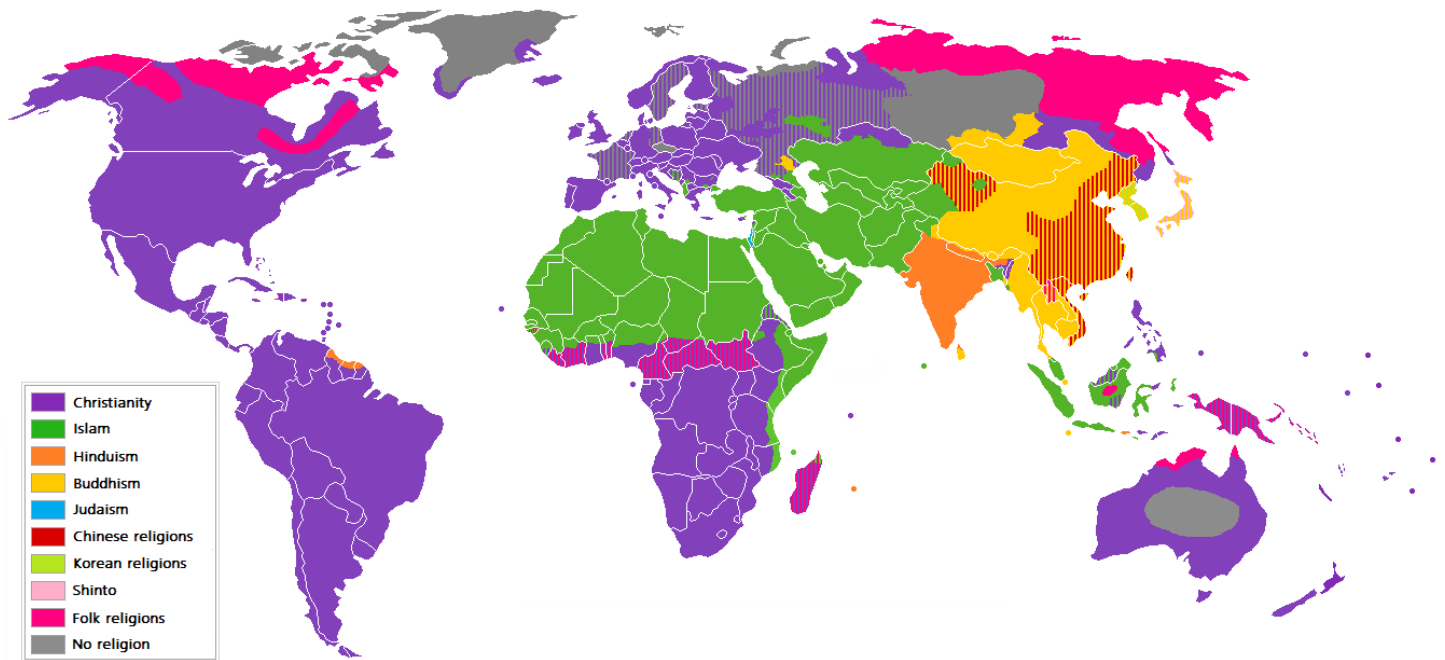 Christianity
Islam
Hinduism
Buddhism
Judaism
Chinese religions
Korean religions
Shinto
Folk religions
No religion